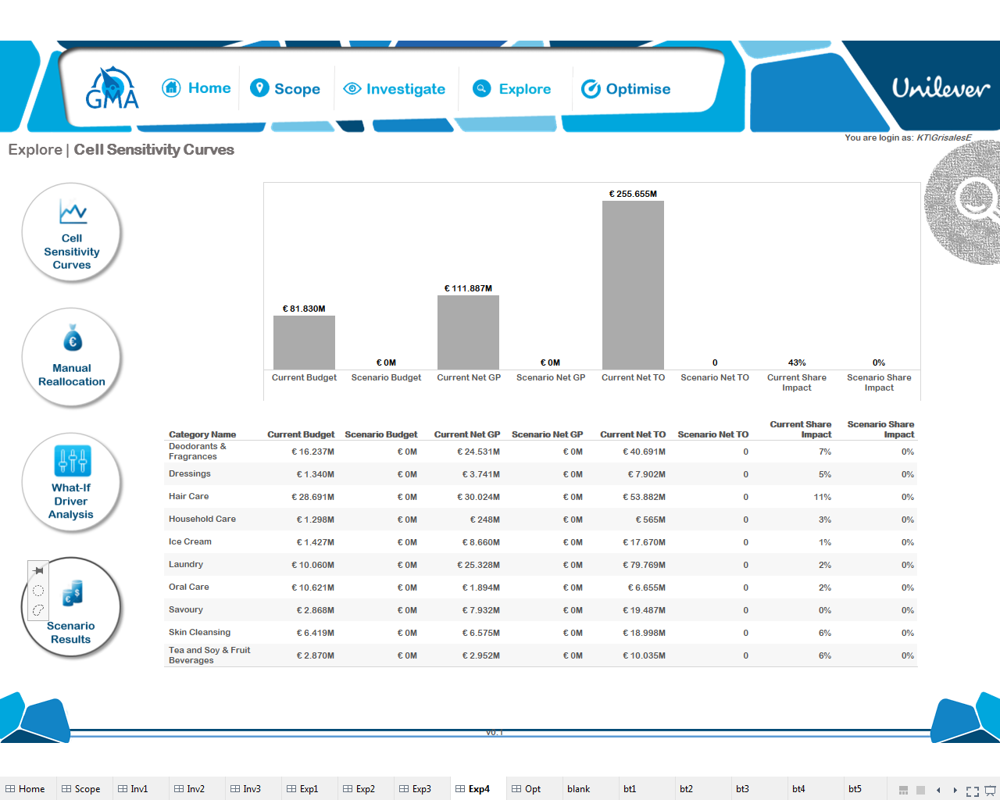 GMA
Home
Scope
Investigate
Explore
Optimise
Unilever
You are login as: KT\GrisalesE
Explore | Cell Sensitivity Curves
Cell
Sensitivity
Curves
Manual
Reallocation
What-If
Driver
Analysis
Scenario
Results
€ 81.830M
€ 0M
€ 111.887M
€ 0M
€ 255.655M
0
43%
0%
Current Budget
Scenario Budget
Current Net GP
Scenario Net GP
Current Net TO
Scenario Net TO
Current Share
Impact
Scenario Share
Impact
Category Name Current Budget Scenario Budget Current Net GP Scenario Net GP Current Net TO Scenario Net TO Current Share Impact Scenario Share Impact
Deodorants & Fragrances € 16.237M € 0M € 24.531M € 0M € 40.691M 0 7% 0%
Dressings € 1.340M € 0M € 3.741M € 0M € 7.902M 0 5% 0%
Hair Care € 28.691M € 0M € 30.024M € 0M € 53.882M 0 11% 0%
Household Care € 1.298M € 0M € 248M € 0M € 565M 0 3% 0%
Ice Cream € 1.427M € 0M € 8.660M € 0M € 17.670M 0 1% 0%
Laundry € 10.060M € 0M € 25.328M € 0M € 79.769M 0 2% 0%
Oral Care € 10.621M € 0M € 1.894M € 0M € 6.655M 0 2% 0%
Savoury € 2.868M € 0M € 7.932M € 0M € 19.487M 0 0% 0%
Skin Cleansing € 6.419M € 0M € 6.575M € 0M € 18.998M 0 6% 0%
Tea and Soy & Fruit Beverages € 2.870M € 0M € 2.952M € 0M € 10.035M 0 6% 0%
V0.1
Home Scope Inv1 Inv2 Inv3 Exp1 Exp2 Exp3 Exp4 Opt blank bt1 bt2 bt3 bt4 bt5